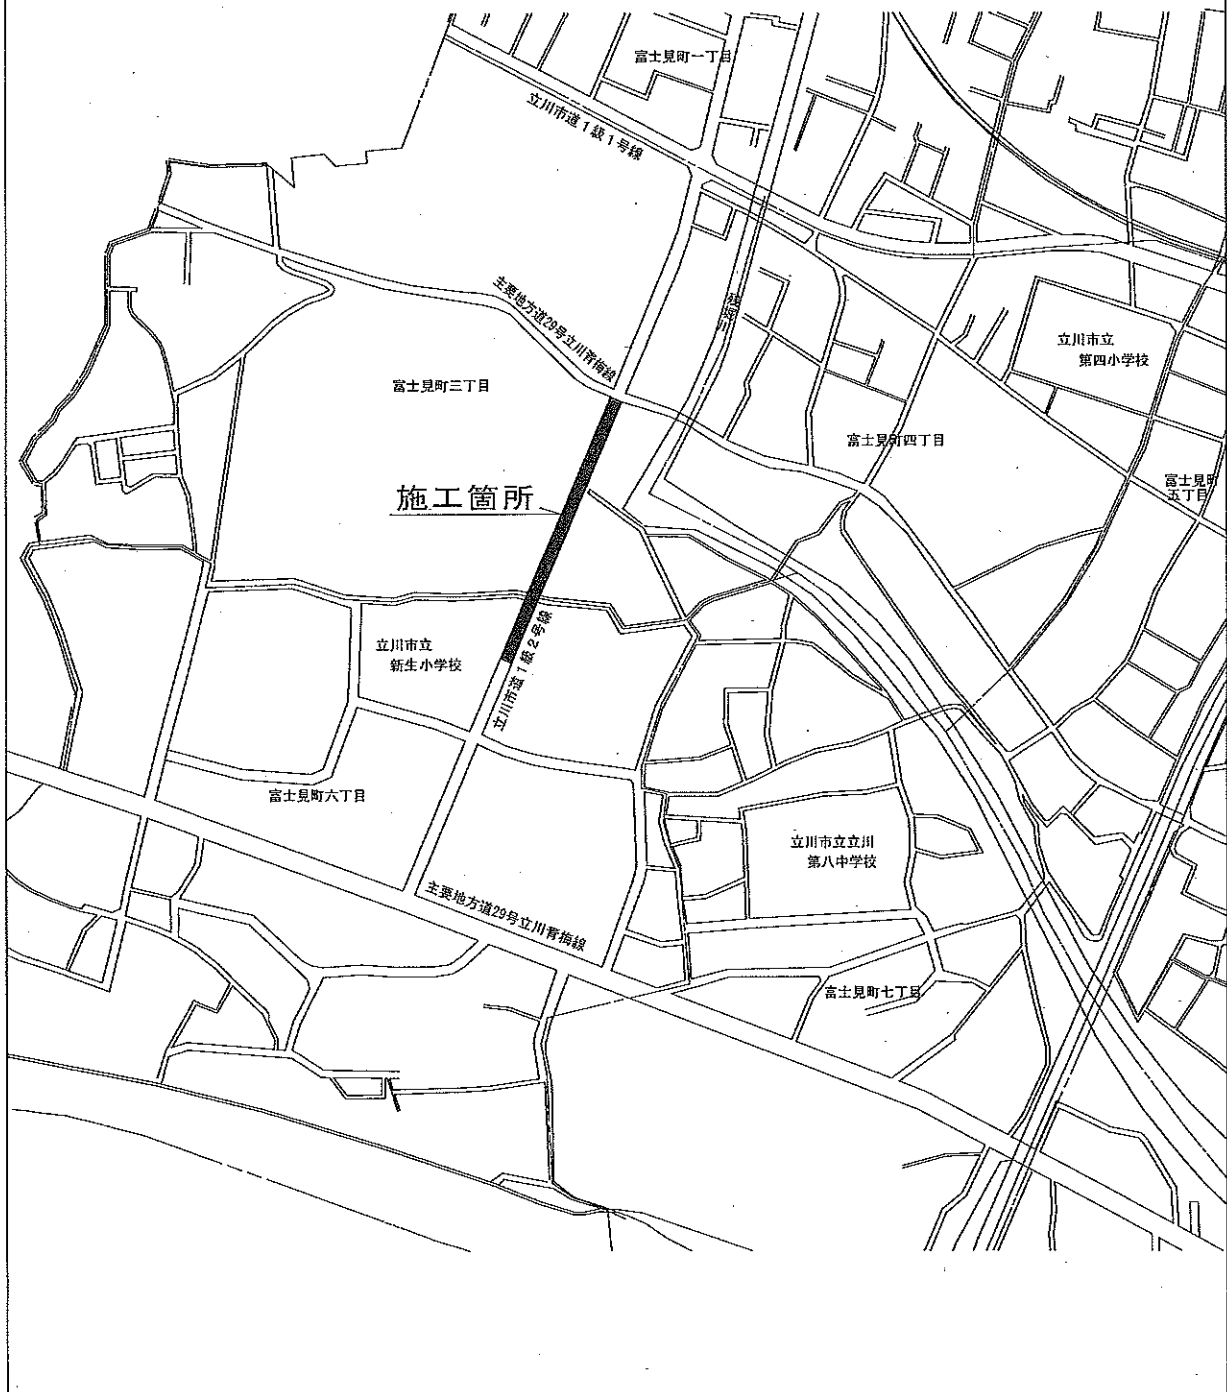 富士見町一丁目
立川市道1級1号線
主要地方道29号立川青梅線
残堀川
立川市立
第四小学校
富士見町三丁目
富士見町四丁目
富士見町
五丁目
施工箇所
立川市道1級2号線
立川市立
新生小学校
富士見町六丁目
立川市立立川
第八中学校
主要地方道29号立川青梅線
富士見町七丁目